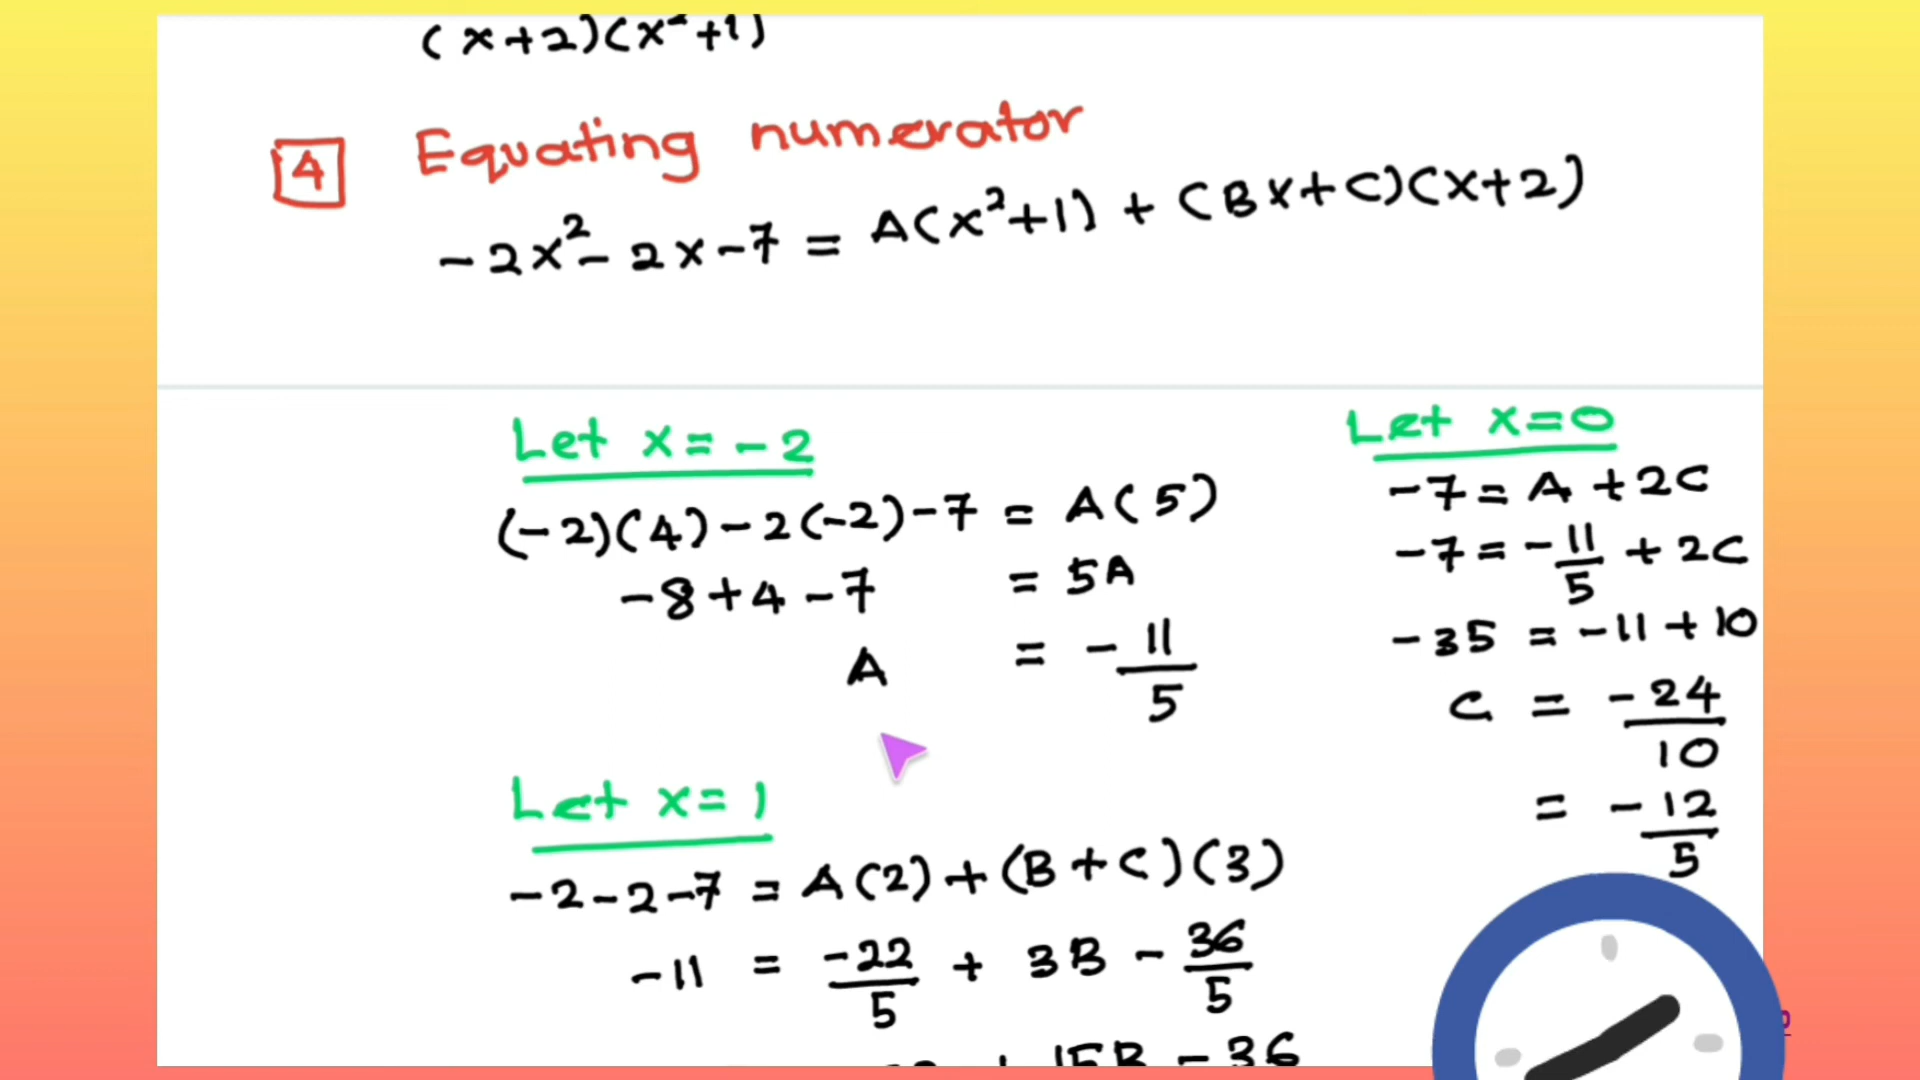 (x+2)(x²+1)
4 Equating numerator
-2x²-2x-7 = A(x²+1) + (Bx+C)(x+2)
Let x=-2
(-2)(4)-2(-2)-7 = A(5)
-8+4-7 = 5A
A = -11/5
Let x=1
-2-2-7 = A(2)+(B+C)(3)
-11 = -22/5 + 3B - 36/5
+ 15B - 36
Let x=0
-7= A +2C
-7= -11/5 + 2C
-35 = -11+10
C = -24/10
= -12/5